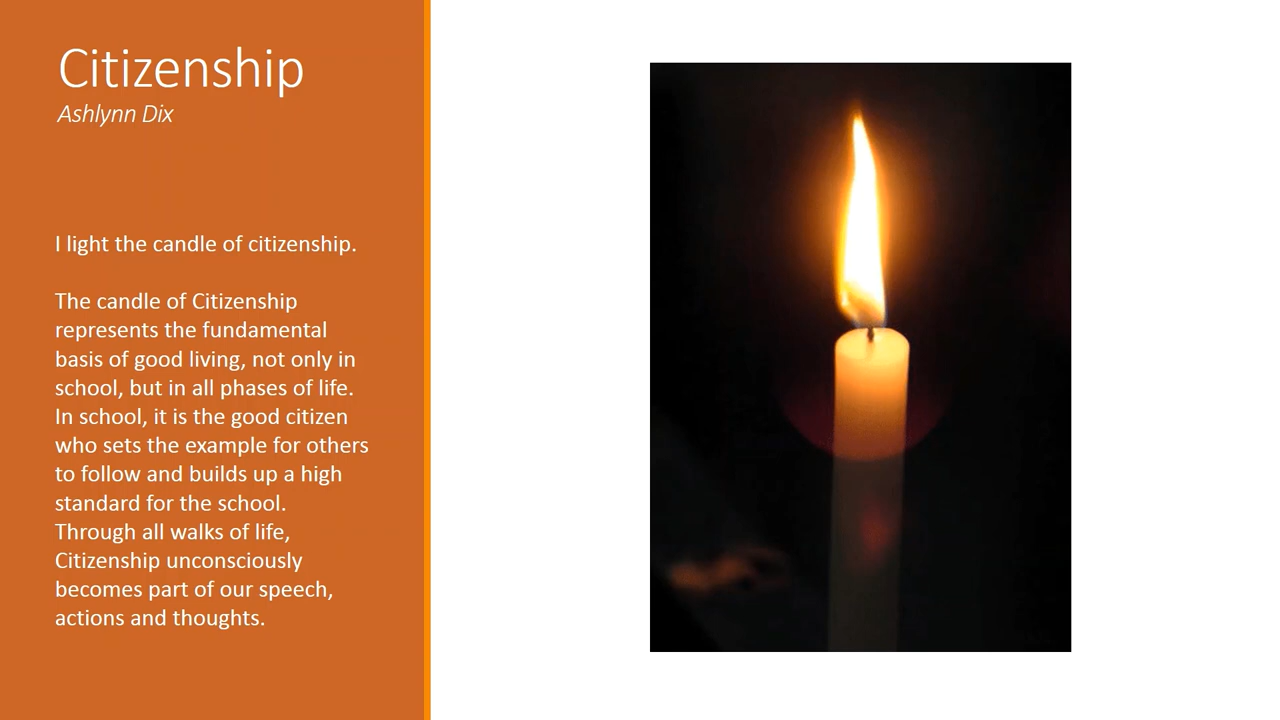 Citizenship
Ashlynn Dix
I light the candle of citizenship.
The candle of Citizenship
represents the fundamental
basis of good living, not only in
school, but in all phases of life.
In school, it is the good citizen
who sets the example for others
to follow and builds up a high
standard for the school.
Through all walks of life,
Citizenship unconsciously
becomes part of our speech,
actions and thoughts.